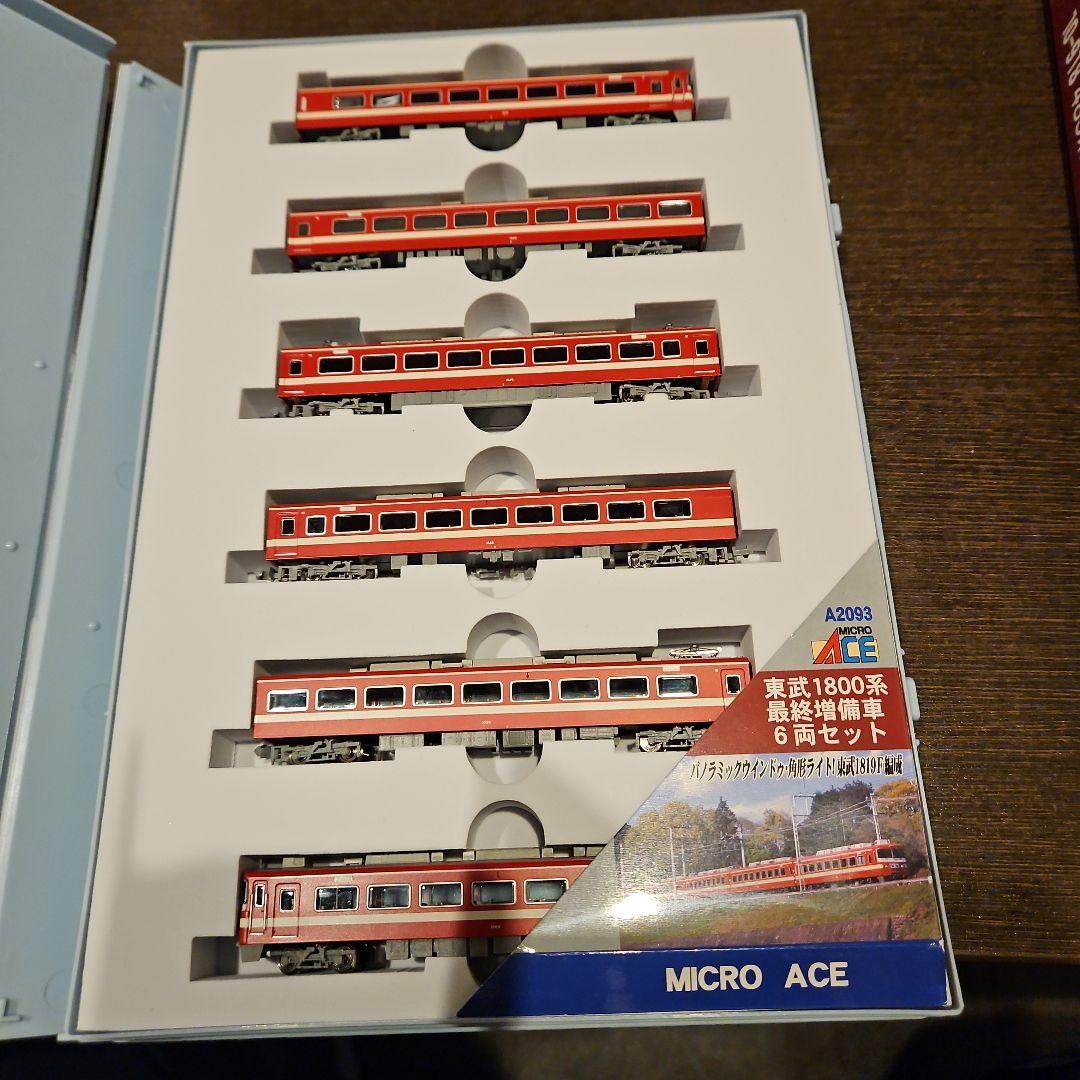 A2093
MICRO
ACE
東武1800系
最終増備車
6両セット
パノラミックウインドゥ・角形ライト!東武1819F編成
MICRO ACE